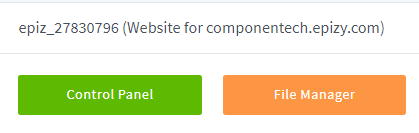 epiz_27830796 (Website for componentech.epizy.com)
Control Panel
File Manager